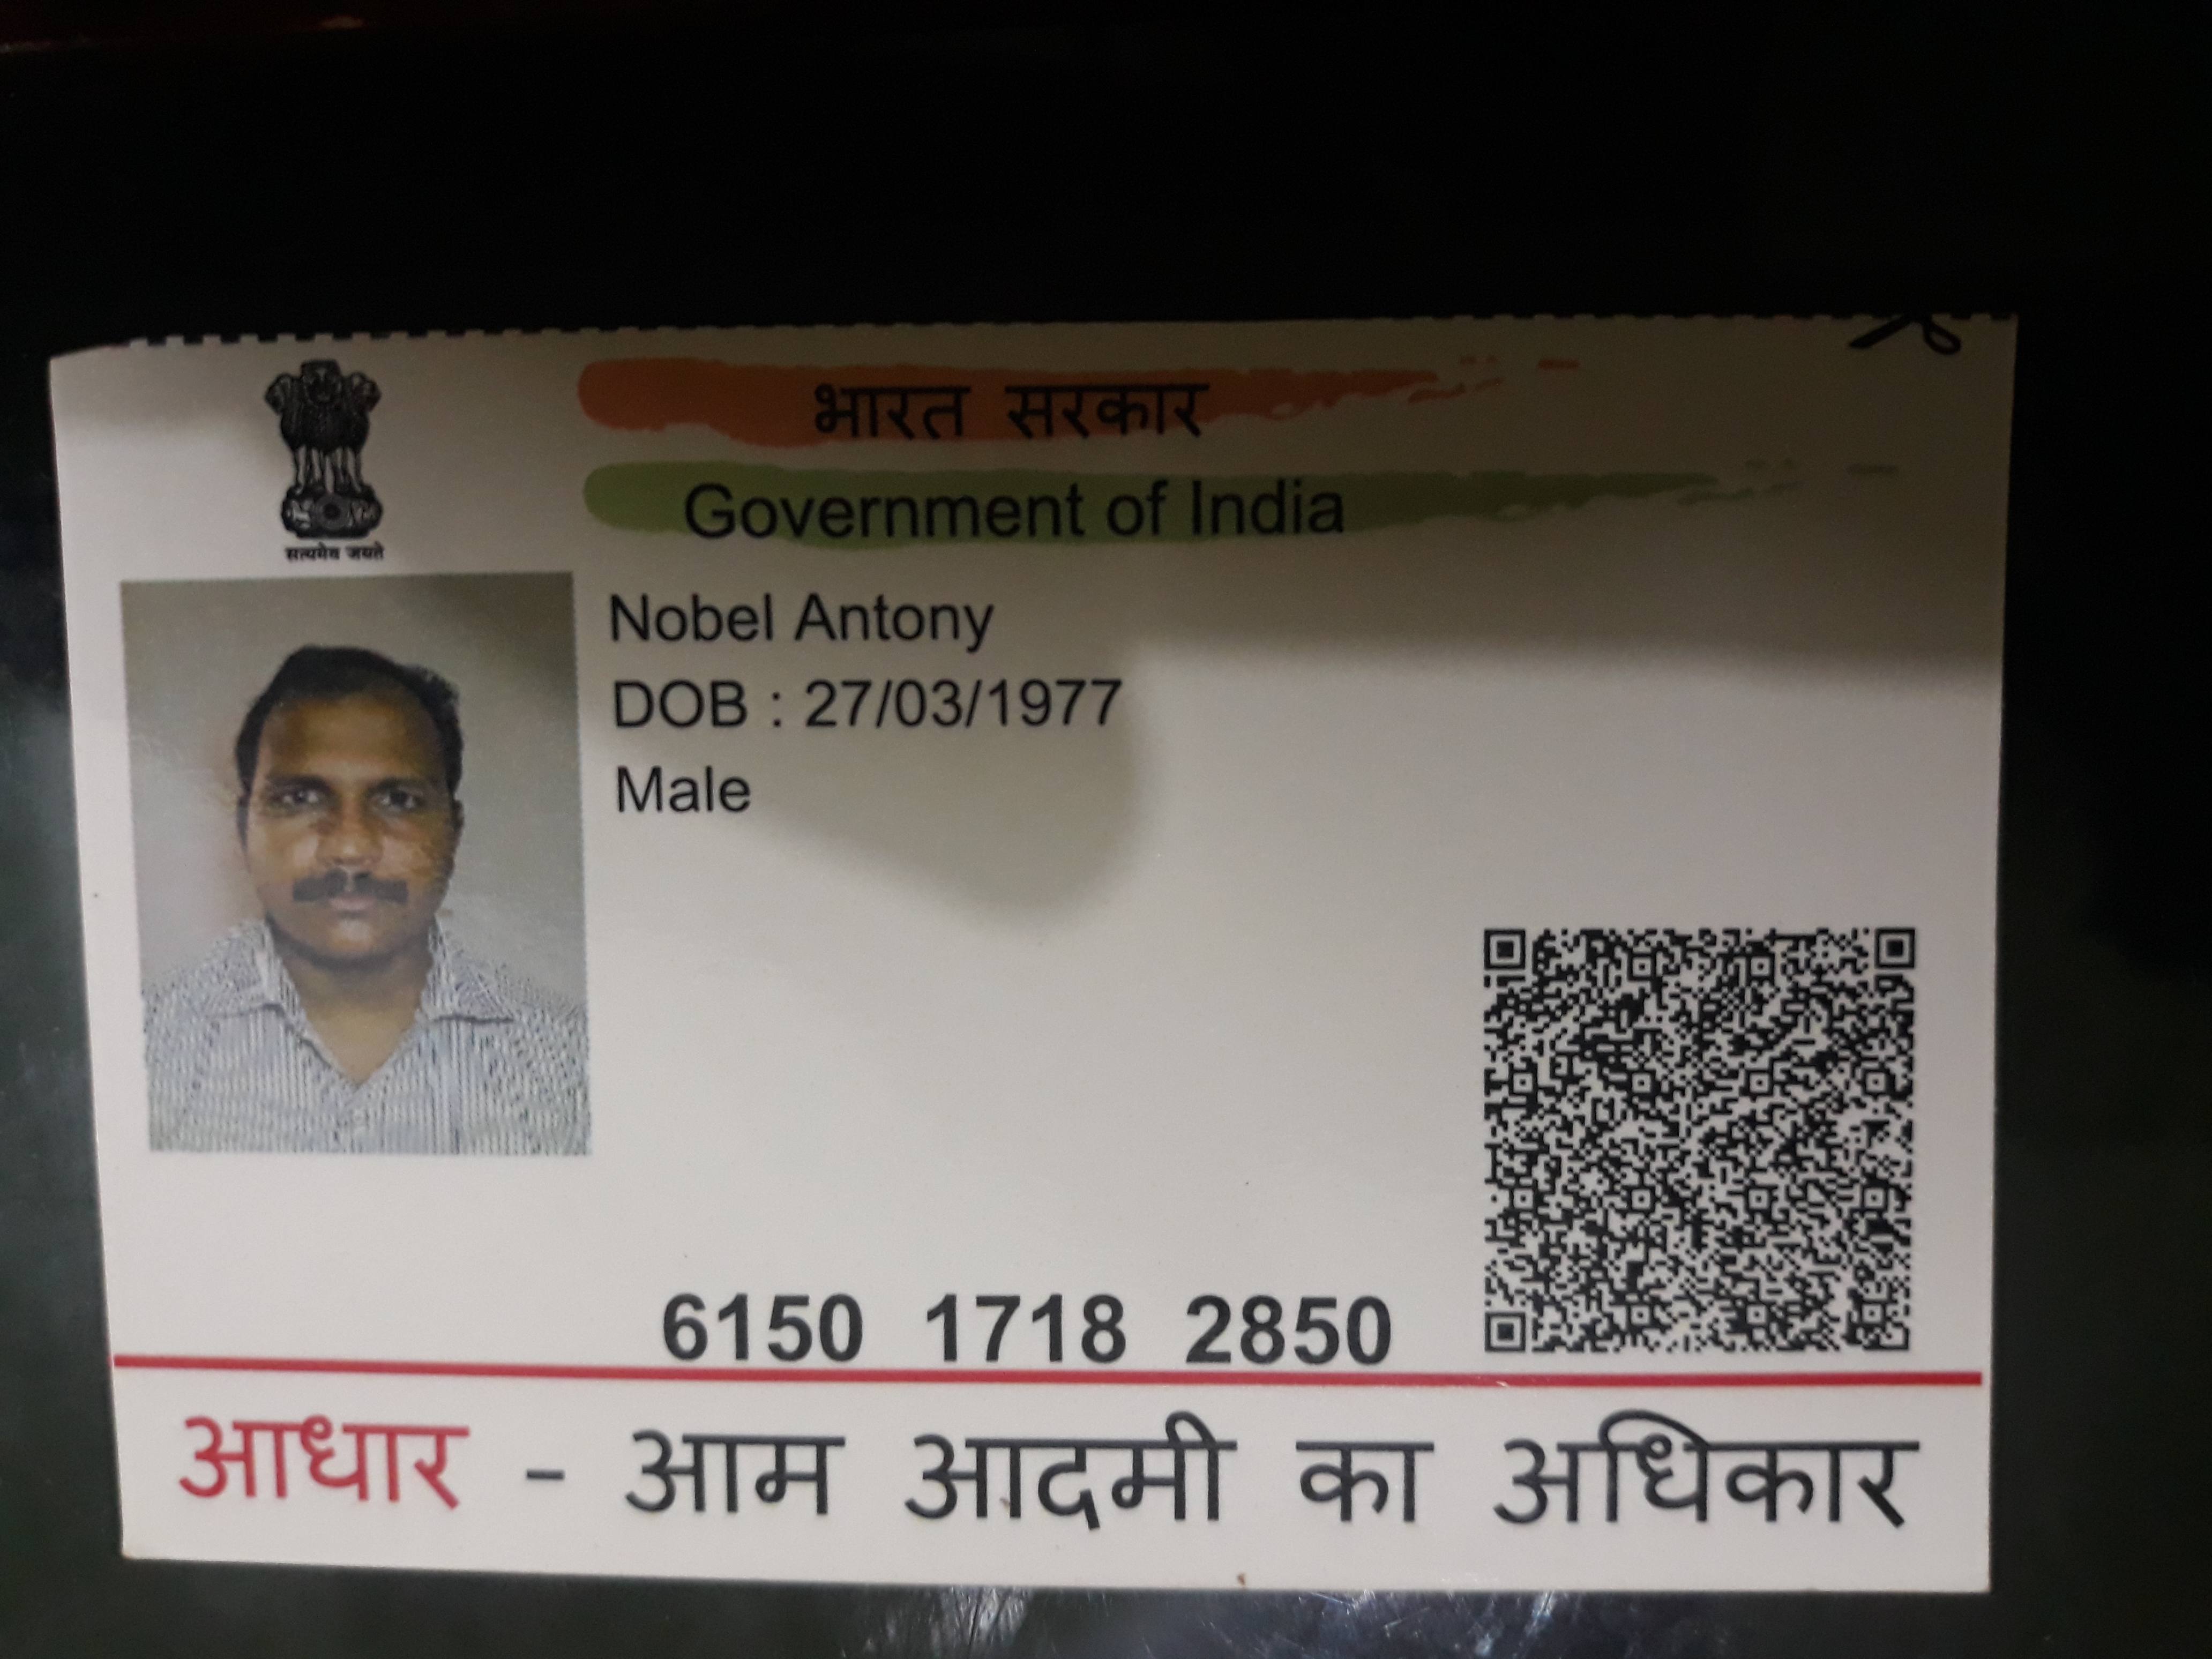 भारत सरकार
Government of India
सत्यमेव जयते
Nobel Antony
DOB : 27/03/1977
Male
6150 1718 2850
आधार - आम आदमी का अधिकार